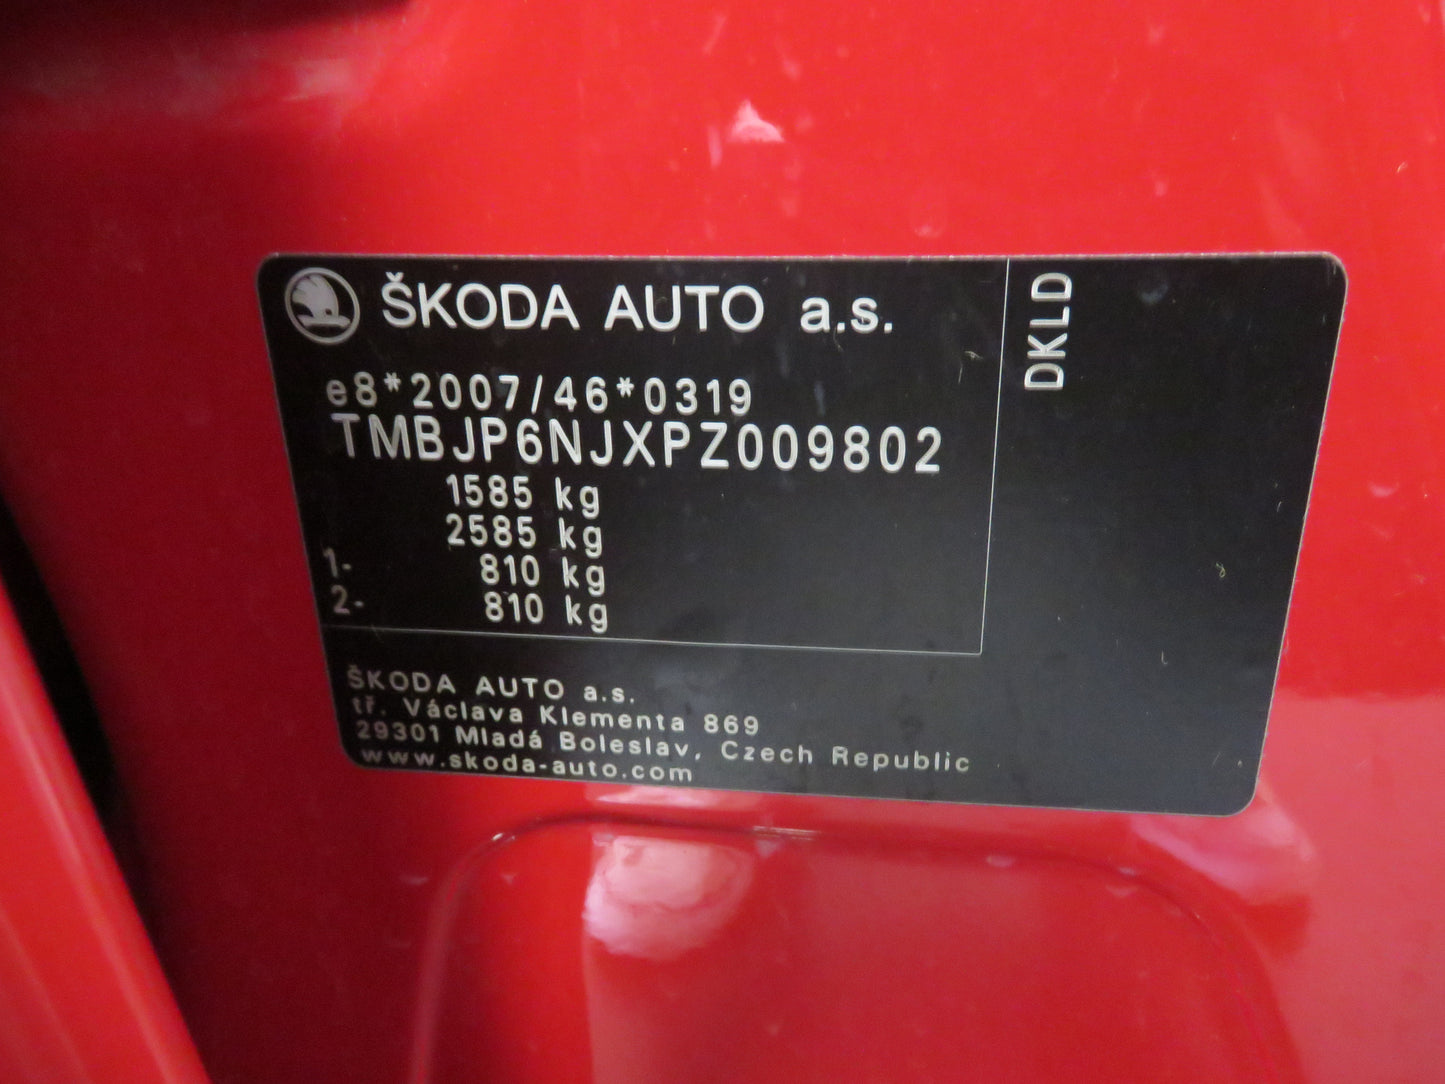 ŠKODA AUTO a.s.
DKLD
e8*2007/46*0319
TMBJP6NJXPZ009802
1585 kg
2585 kg
1- 810 kg
2- 810 kg
ŠKODA AUTO a.s.
tř. Václava Klementa 869
29301 Mladá Boleslav, Czech Republic
www.skoda-auto.com